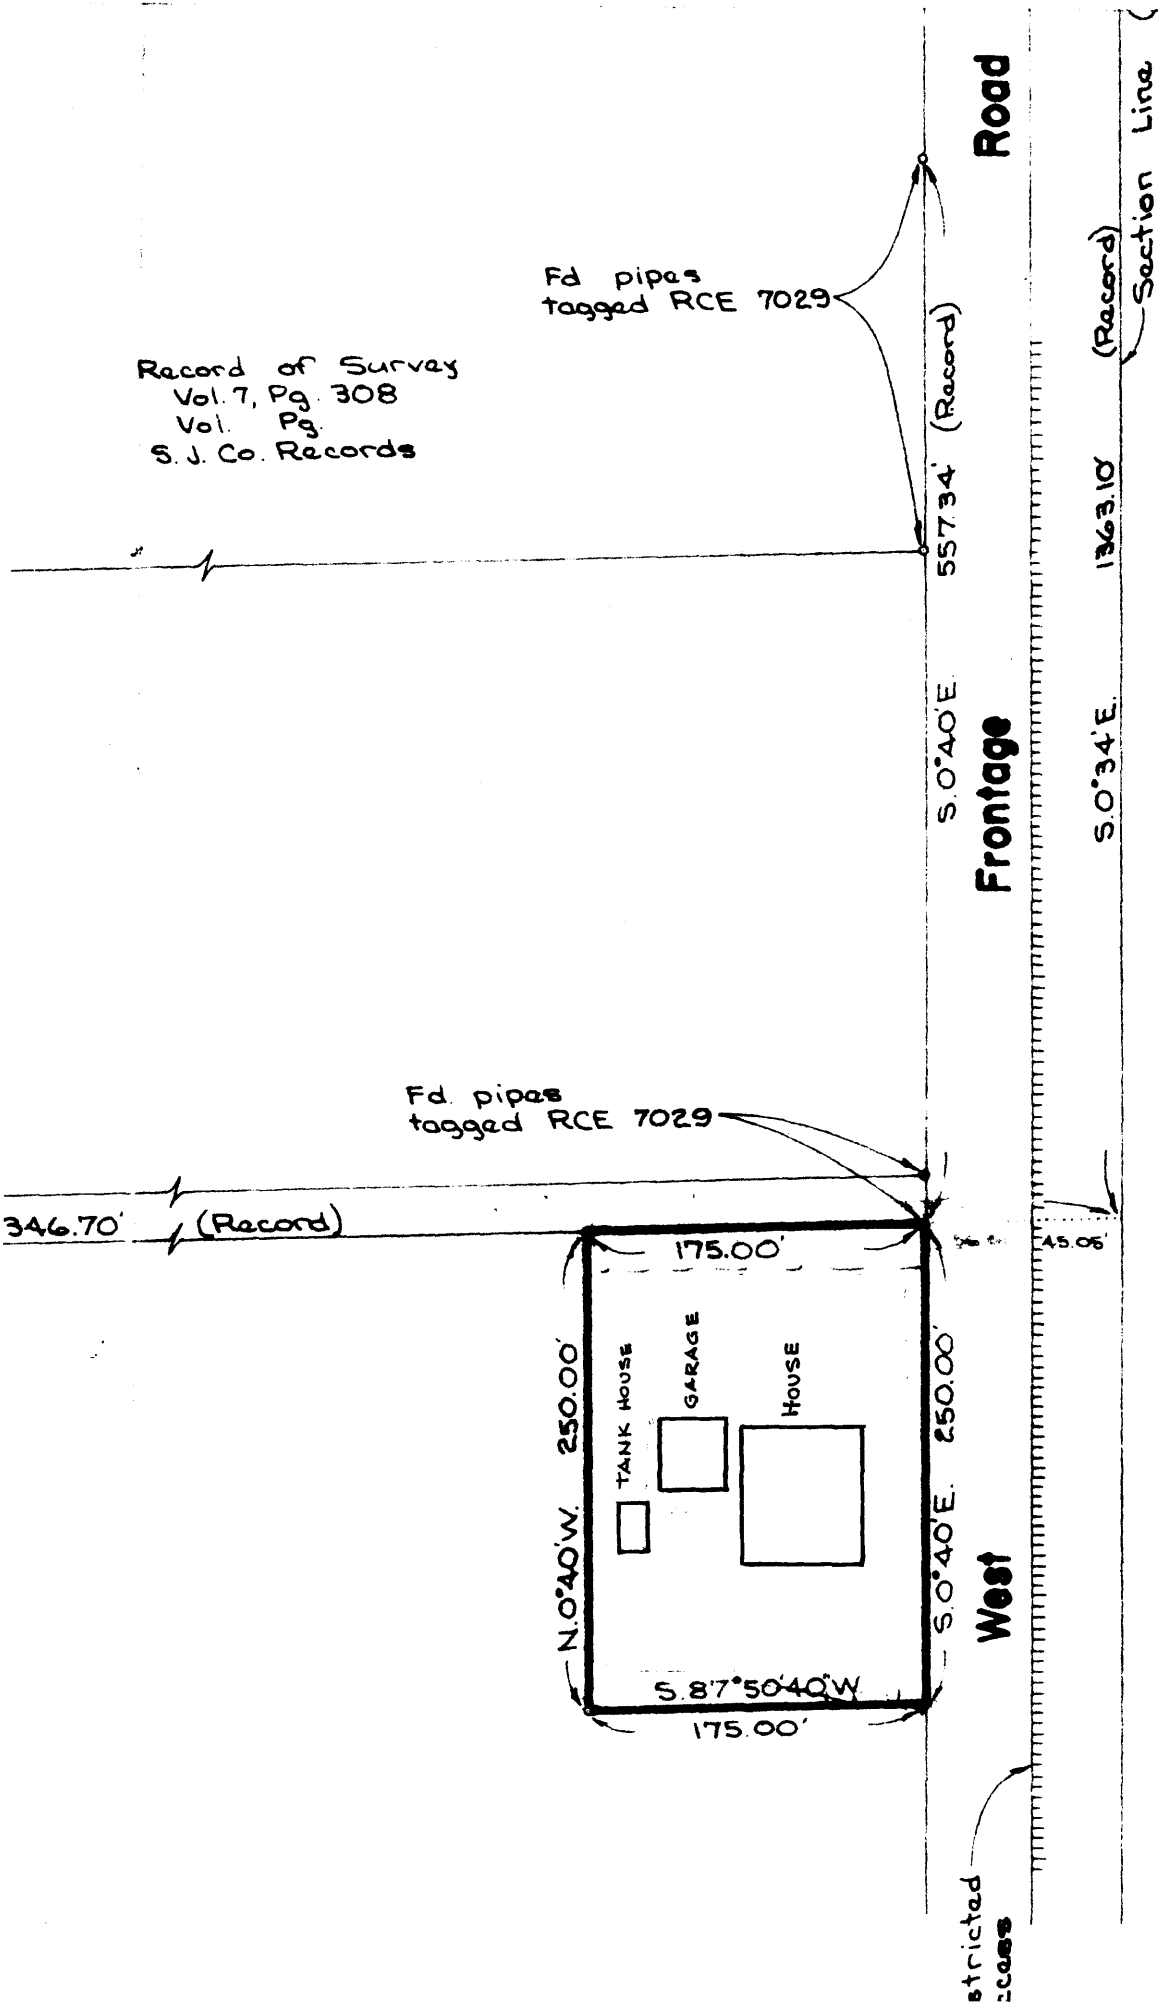 Road
Section Line
Fd pipes
tagged RCE 7029
(Record)
(Record)
Record of Survey
Vol. 7, Pg. 308
Vol. Pg.
S. J. Co. Records
557.34'
1363.10'
S.0°40'E.
S.0°34'E.
Frontage
Fd. pipes
tagged RCE 7029
346.70' (Record)
175.00'
45.05'
250.00'
TANK HOUSE
GARAGE
HOUSE
250.00'
N.0°40'W.
S.0°40'E.
West
S.87°50'40"W.
175.00'
stricted
ccess